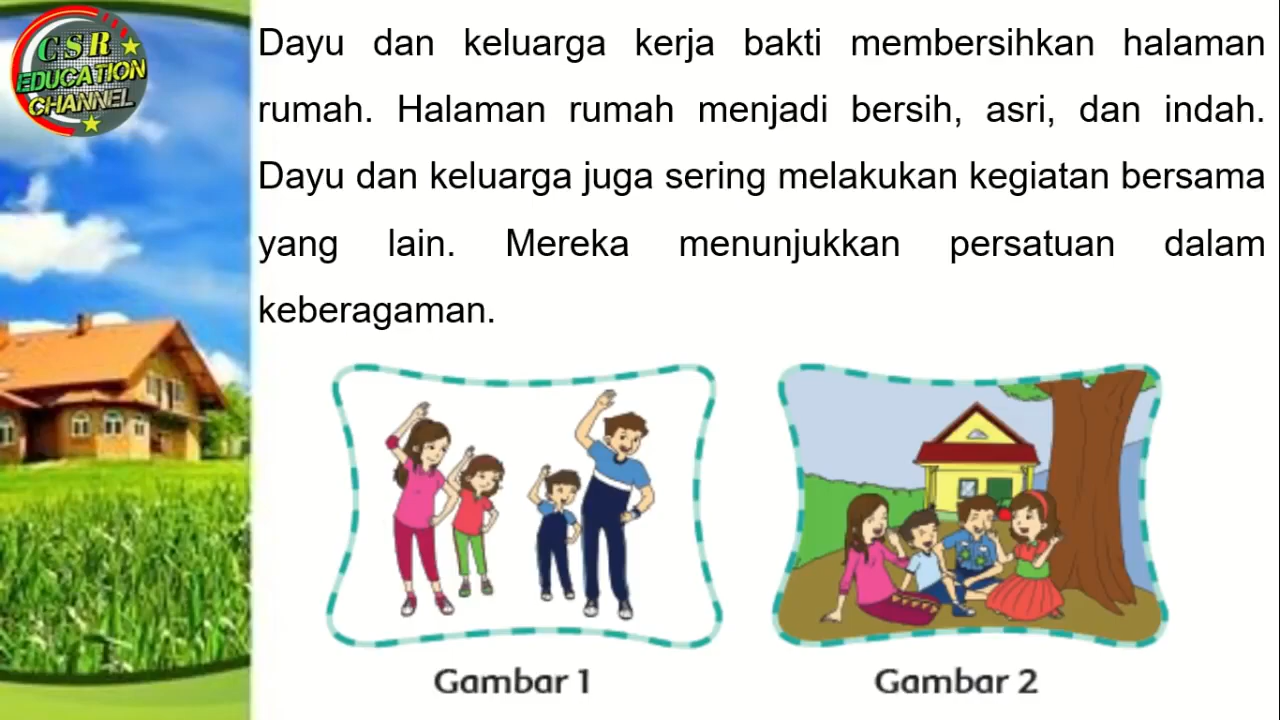 C S R
EDUCATION
CHANNEL
Dayu dan keluarga kerja bakti membersihkan halaman
rumah. Halaman rumah menjadi bersih, asri, dan indah.
Dayu dan keluarga juga sering melakukan kegiatan bersama
yang lain. Mereka menunjukkan persatuan dalam
keberagaman.
Gambar 1
Gambar 2